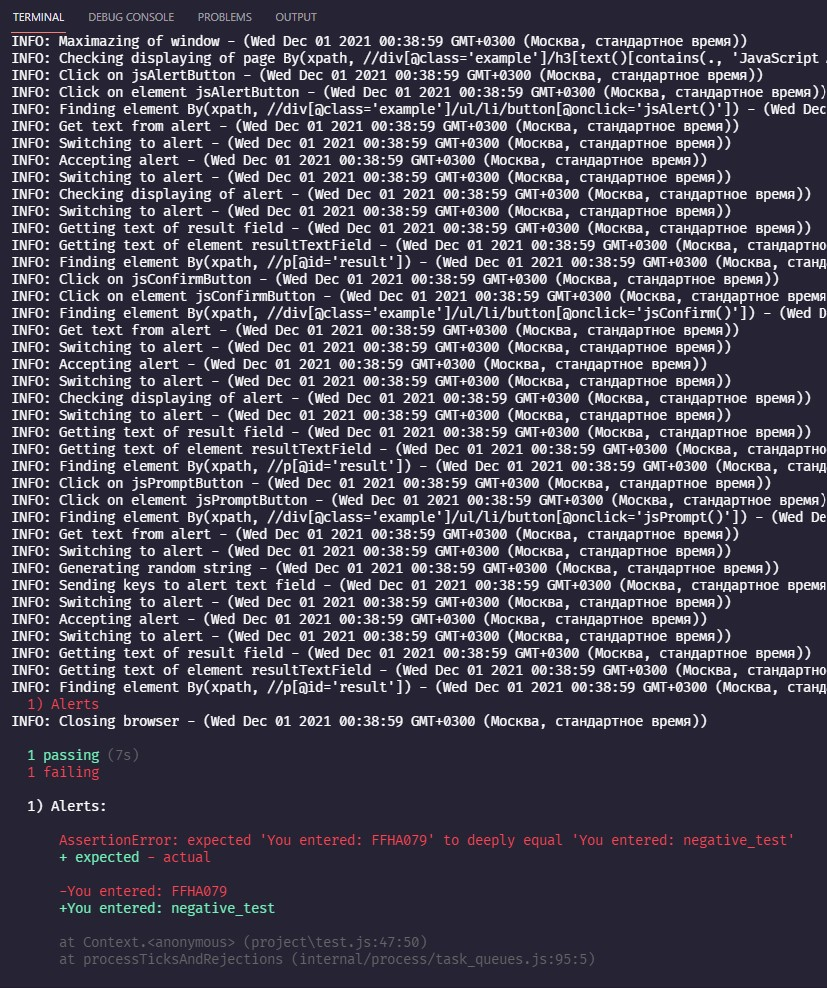 TERMINAL DEBUG CONSOLE PROBLEMS OUTPUT
INFO: Maximazing of window - (Wed Dec 01 2021 00:38:59 GMT+0300 (Москва, стандартное время))
INFO: Checking displaying of page By(xpath, //div[@class='example']/h3[text()[contains(., 'JavaScript
INFO: Click on jsAlertButton - (Wed Dec 01 2021 00:38:59 GMT+0300 (Москва, стандартное время))
INFO: Click on element jsAlertButton - (Wed Dec 01 2021 00:38:59 GMT+0300 (Москва, стандартное время))
INFO: Finding element By(xpath, //div[@class='example']/ul/li/button[@onclick='jsAlert()']) - (Wed Dec
INFO: Get text from alert - (Wed Dec 01 2021 00:38:59 GMT+0300 (Москва, стандартное время))
INFO: Switching to alert - (Wed Dec 01 2021 00:38:59 GMT+0300 (Москва, стандартное время))
INFO: Accepting alert - (Wed Dec 01 2021 00:38:59 GMT+0300 (Москва, стандартное время))
INFO: Switching to alert - (Wed Dec 01 2021 00:38:59 GMT+0300 (Москва, стандартное время))
INFO: Checking displaying of alert - (Wed Dec 01 2021 00:38:59 GMT+0300 (Москва, стандартное время))
INFO: Switching to alert - (Wed Dec 01 2021 00:38:59 GMT+0300 (Москва, стандартное время))
INFO: Getting text of result field - (Wed Dec 01 2021 00:38:59 GMT+0300 (Москва, стандартное время))
INFO: Getting text of element resultTextField - (Wed Dec 01 2021 00:38:59 GMT+0300 (Москва, стандартно
INFO: Finding element By(xpath, //p[@id='result']) - (Wed Dec 01 2021 00:38:59 GMT+0300 (Москва, станд
INFO: Click on jsConfirmButton - (Wed Dec 01 2021 00:38:59 GMT+0300 (Москва, стандартное время))
INFO: Click on element jsConfirmButton - (Wed Dec 01 2021 00:38:59 GMT+0300 (Москва, стандартное время
INFO: Finding element By(xpath, //div[@class='example']/ul/li/button[@onclick='jsConfirm()']) - (Wed D
INFO: Get text from alert - (Wed Dec 01 2021 00:38:59 GMT+0300 (Москва, стандартное время))
INFO: Switching to alert - (Wed Dec 01 2021 00:38:59 GMT+0300 (Москва, стандартное время))
INFO: Accepting alert - (Wed Dec 01 2021 00:38:59 GMT+0300 (Москва, стандартное время))
INFO: Switching to alert - (Wed Dec 01 2021 00:38:59 GMT+0300 (Москва, стандартное время))
INFO: Checking displaying of alert - (Wed Dec 01 2021 00:38:59 GMT+0300 (Москва, стандартное время))
INFO: Switching to alert - (Wed Dec 01 2021 00:38:59 GMT+0300 (Москва, стандартное время))
INFO: Getting text of result field - (Wed Dec 01 2021 00:38:59 GMT+0300 (Москва, стандартное время))
INFO: Getting text of element resultTextField - (Wed Dec 01 2021 00:38:59 GMT+0300 (Москва, стандартно
INFO: Finding element By(xpath, //p[@id='result']) - (Wed Dec 01 2021 00:38:59 GMT+0300 (Москва, станд
INFO: Click on jsPromptButton - (Wed Dec 01 2021 00:38:59 GMT+0300 (Москва, стандартное время))
INFO: Click on element jsPromptButton - (Wed Dec 01 2021 00:38:59 GMT+0300 (Москва, стандартное время)
INFO: Finding element By(xpath, //div[@class='example']/ul/li/button[@onclick='jsPrompt()']) - (Wed De
INFO: Get text from alert - (Wed Dec 01 2021 00:38:59 GMT+0300 (Москва, стандартное время))
INFO: Switching to alert - (Wed Dec 01 2021 00:38:59 GMT+0300 (Москва, стандартное время))
INFO: Generating random string - (Wed Dec 01 2021 00:38:59 GMT+0300 (Москва, стандартное время))
INFO: Sending keys to alert text field - (Wed Dec 01 2021 00:38:59 GMT+0300 (Москва, стандартное время
INFO: Switching to alert - (Wed Dec 01 2021 00:38:59 GMT+0300 (Москва, стандартное время))
INFO: Accepting alert - (Wed Dec 01 2021 00:38:59 GMT+0300 (Москва, стандартное время))
INFO: Switching to alert - (Wed Dec 01 2021 00:38:59 GMT+0300 (Москва, стандартное время))
INFO: Getting text of result field - (Wed Dec 01 2021 00:38:59 GMT+0300 (Москва, стандартное время))
INFO: Getting text of element resultTextField - (Wed Dec 01 2021 00:38:59 GMT+0300 (Москва, стандартно
INFO: Finding element By(xpath, //p[@id='result']) - (Wed Dec 01 2021 00:38:59 GMT+0300 (Москва, станд
1) Alerts
INFO: Closing browser - (Wed Dec 01 2021 00:38:59 GMT+0300 (Москва, стандартное время))
1 passing (7s)
1 failing
1) Alerts:
AssertionError: expected 'You entered: FFHA079' to deeply equal 'You entered: negative_test'
+ expected - actual
-You entered: FFHA079
+You entered: negative_test
at Context.<anonymous> (project\test.js:47:50)
at processTicksAndRejections (internal/process/task_queues.js:95:5)